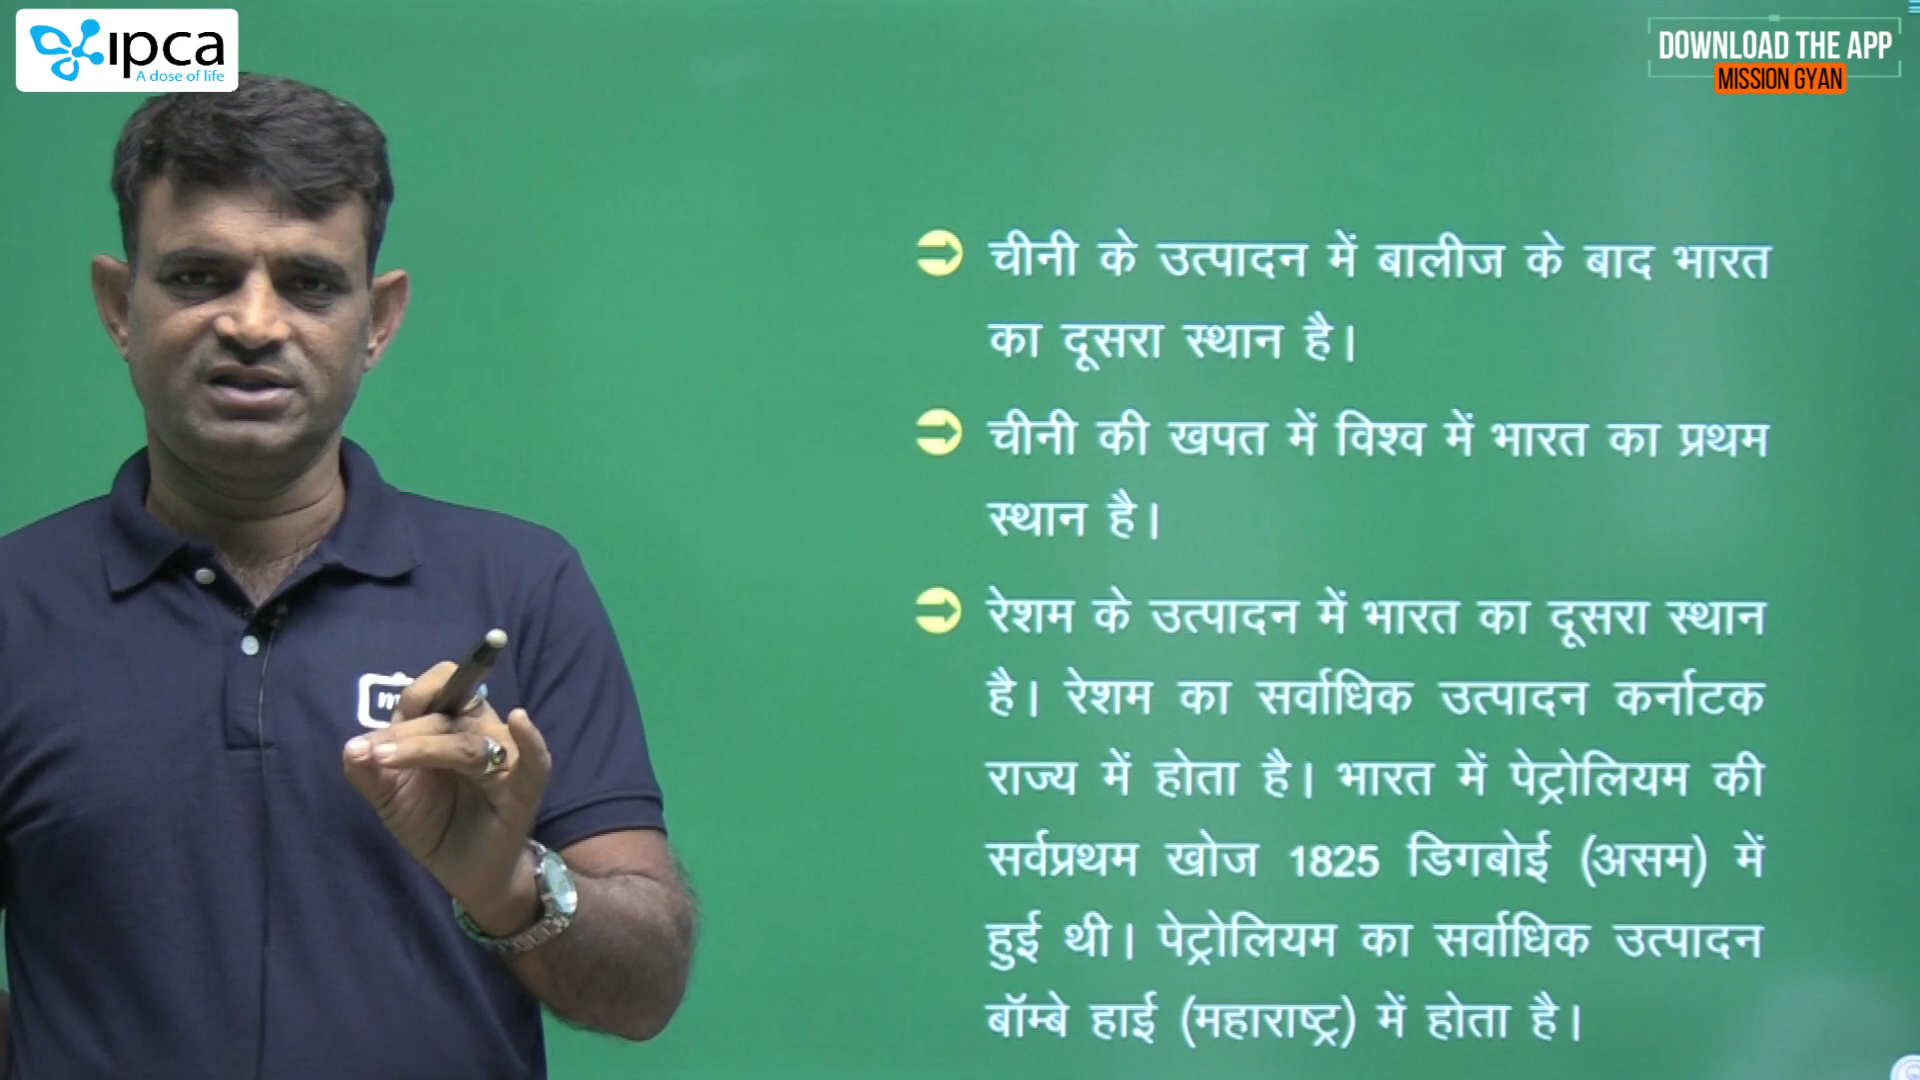 ipca
A dose of life
DOWNLOAD THE APP
MISSION GYAN
चीनी के उत्पादन में बालीज के बाद भारत
का दूसरा स्थान है।
चीनी की खपत में विश्व में भारत का प्रथम
स्थान है।
रेशम के उत्पादन में भारत का दूसरा स्थान
है। रेशम का सर्वाधिक उत्पादन कर्नाटक
राज्य में होता है। भारत में पेट्रोलियम की
सर्वप्रथम खोज 1825 डिगबोई (असम) में
हुई थी। पेट्रोलियम का सर्वाधिक उत्पादन
बॉम्बे हाई (महाराष्ट्र) में होता है।